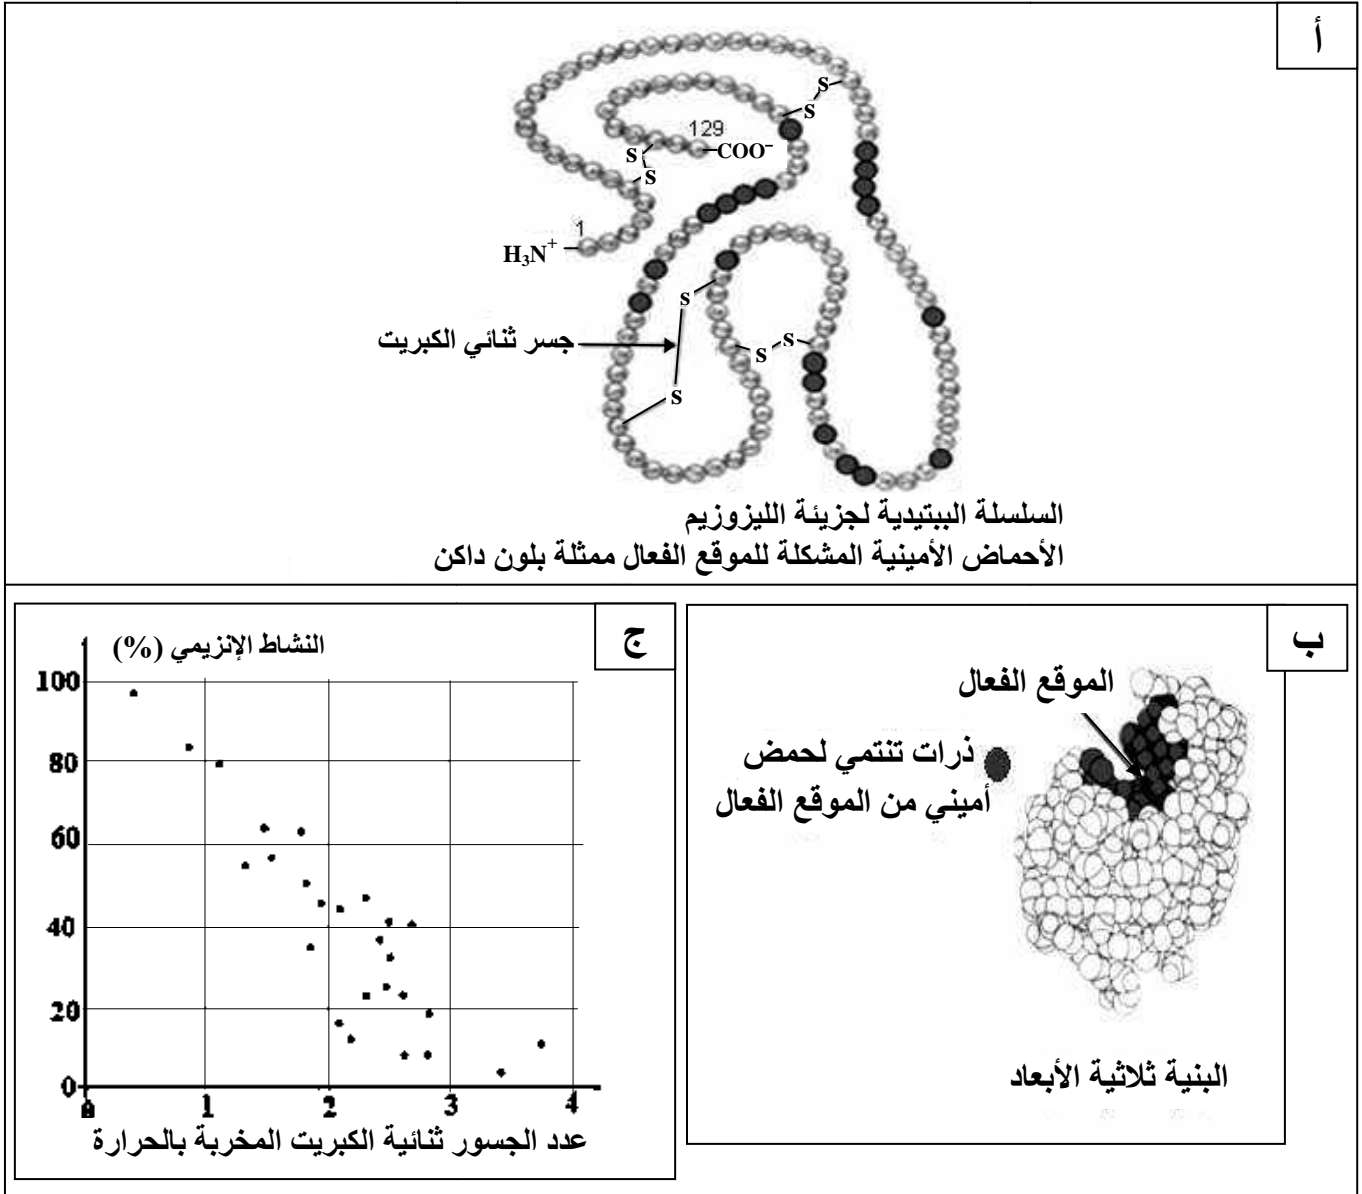 أ
S
S
129
COO⁻
S
S
1
H₃N⁺
S
جسر ثنائي الكبريت
S
S
S
السلسلة الببتيدية لجزيئة الليزوزيم
الأحماض الأمينية المشكلة للموقع الفعال ممثلة بلون داكن
ب
الموقع الفعال
ذرات تنتمي لحمض
أميني من الموقع الفعال
البنية ثلاثية الأبعاد
ج
النشاط الإنزيمي (%)
100
80
60
40
20
0
0 1 2 3 4
عدد الجسور ثنائية الكبريت المخربة بالحرارة